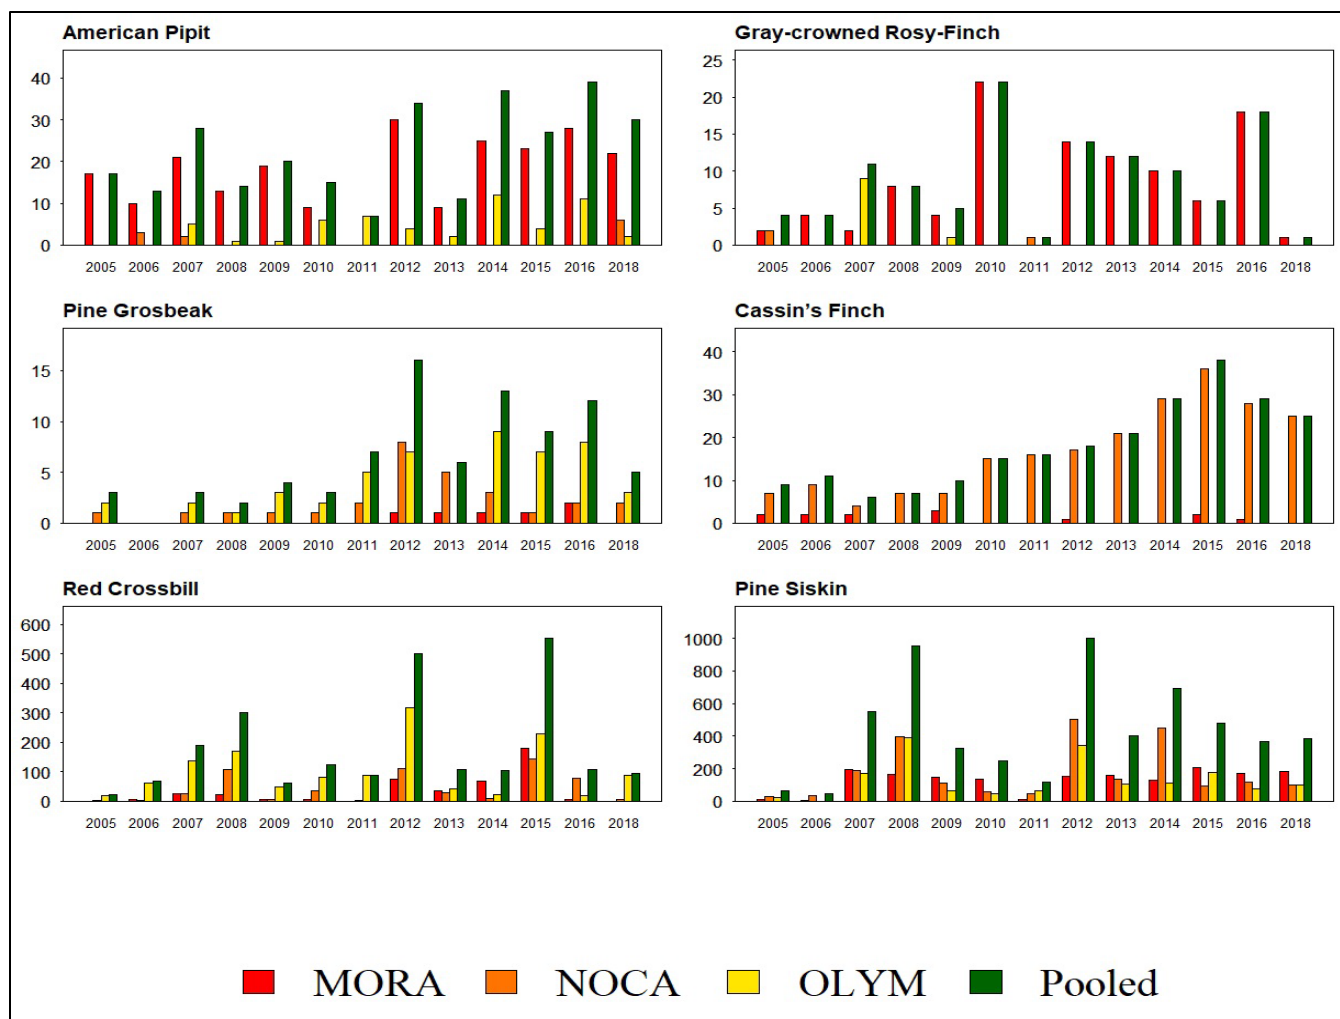 American Pipit
40
30
20
10
0
2005 2006 2007 2008 2009 2010 2011 2012 2013 2014 2015 2016 2018
Gray-crowned Rosy-Finch
25
20
15
10
5
0
2005 2006 2007 2008 2009 2010 2011 2012 2013 2014 2015 2016 2018
Pine Grosbeak
15
10
5
0
2005 2006 2007 2008 2009 2010 2011 2012 2013 2014 2015 2016 2018
Cassin's Finch
40
30
20
10
0
2005 2006 2007 2008 2009 2010 2011 2012 2013 2014 2015 2016 2018
Red Crossbill
600
500
400
300
200
100
0
2005 2006 2007 2008 2009 2010 2011 2012 2013 2014 2015 2016 2018
Pine Siskin
1000
800
600
400
200
0
2005 2006 2007 2008 2009 2010 2011 2012 2013 2014 2015 2016 2018
MORA NOCA OLYM Pooled